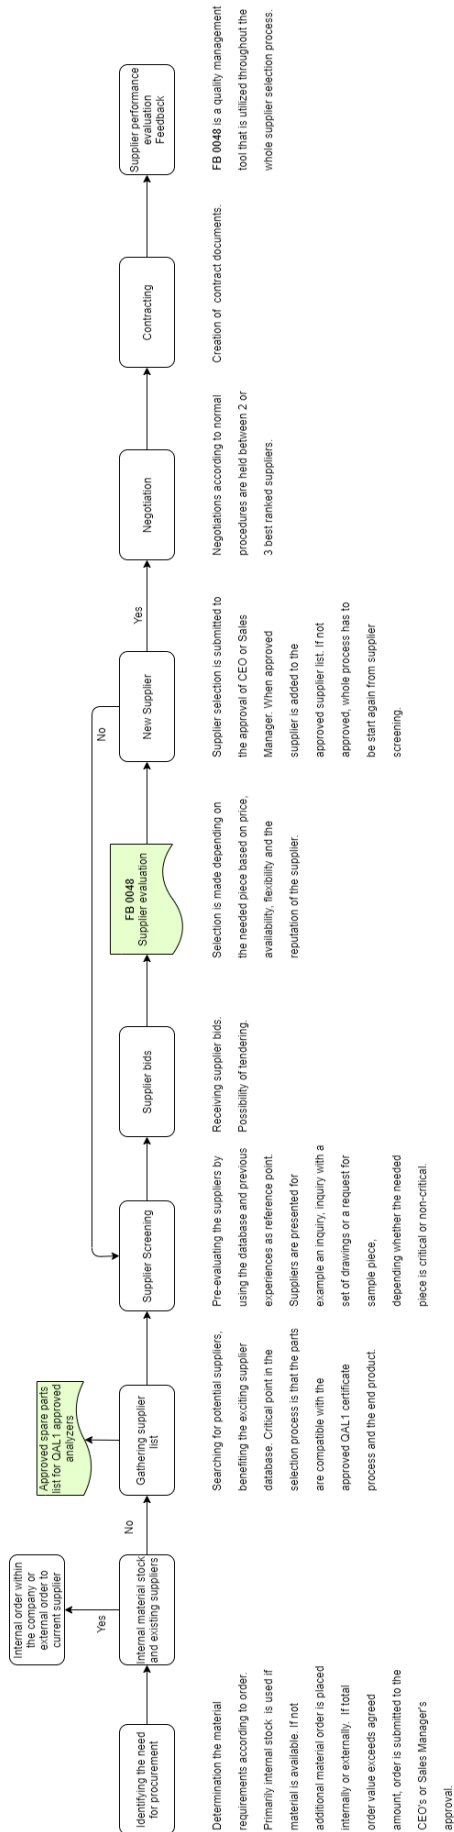 Identifying the need
for procurement
Internal material stock
and existing suppliers
Yes
Internal order within
the company or
external order to
current supplier
No
Gathering supplier
list
Approved spare parts
list for QAL1 approved
analyzers
Supplier Screening
Supplier bids
FB 0048
Supplier evaluation
New Supplier
No
Yes
Negotiation
Contracting
Supplier performance
evaluation
Feedback
Determination the material
requirements according to order.
Primarily internal stock is used if
material is available. If not
additional material order is placed
internally or externally. If total
order value exceeds agreed
amount, order is submitted to the
CEO's or Sales Manager's
approval.
Searching for potential suppliers,
benefiting the exciting supplier
database. Critical point in the
selection process is that the parts
are compatible with the
approved QAL1 certificate
process and the end product.
Pre-evaluating the suppliers by
using the database and previous
experiences as reference point.
Suppliers are presented for
example an inquiry, inquiry with a
set of drawings or a request for
sample piece,
depending whether the needed
piece is critical or non-critical.
Receiving supplier bids.
Possibility of tendering.
Selection is made depending on
the needed piece based on price,
availability, flexibility and the
reputation of the supplier.
Supplier selection is submitted to
the approval of CEO or Sales
Manager. When approved
supplier is added to the
approved supplier list. If not
approved, whole process has to
be start again from supplier
screening.
Negotiations according to normal
procedures are held between 2 or
3 best ranked suppliers.
Creation of contract documents.
FB 0048 is a quality management
tool that is utilized throughout the
whole supplier selection process.